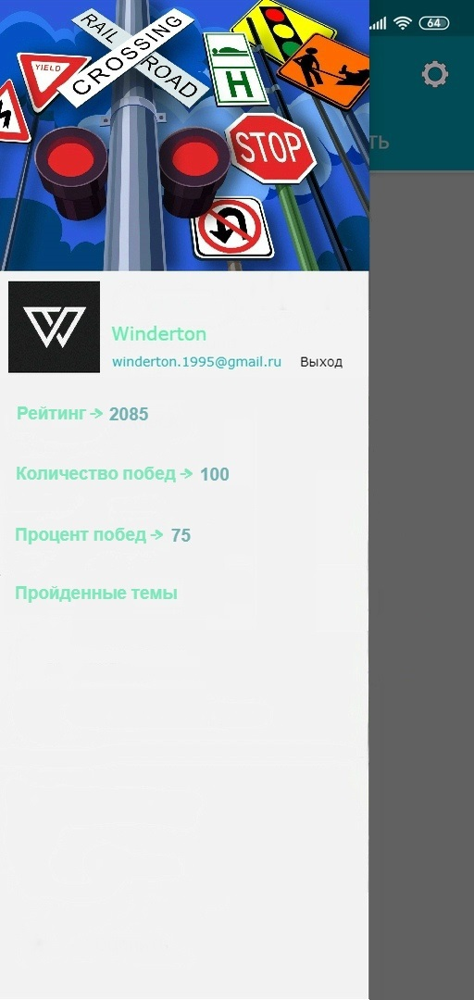 RAIL
CROSSING
ROAD
YIELD
H
STOP
64
ТЬ
Winderton
winderton.1995@gmail.ru Выход
Рейтинг -> 2085
Количество побед -> 100
Процент побед -> 75
Пройденные темы